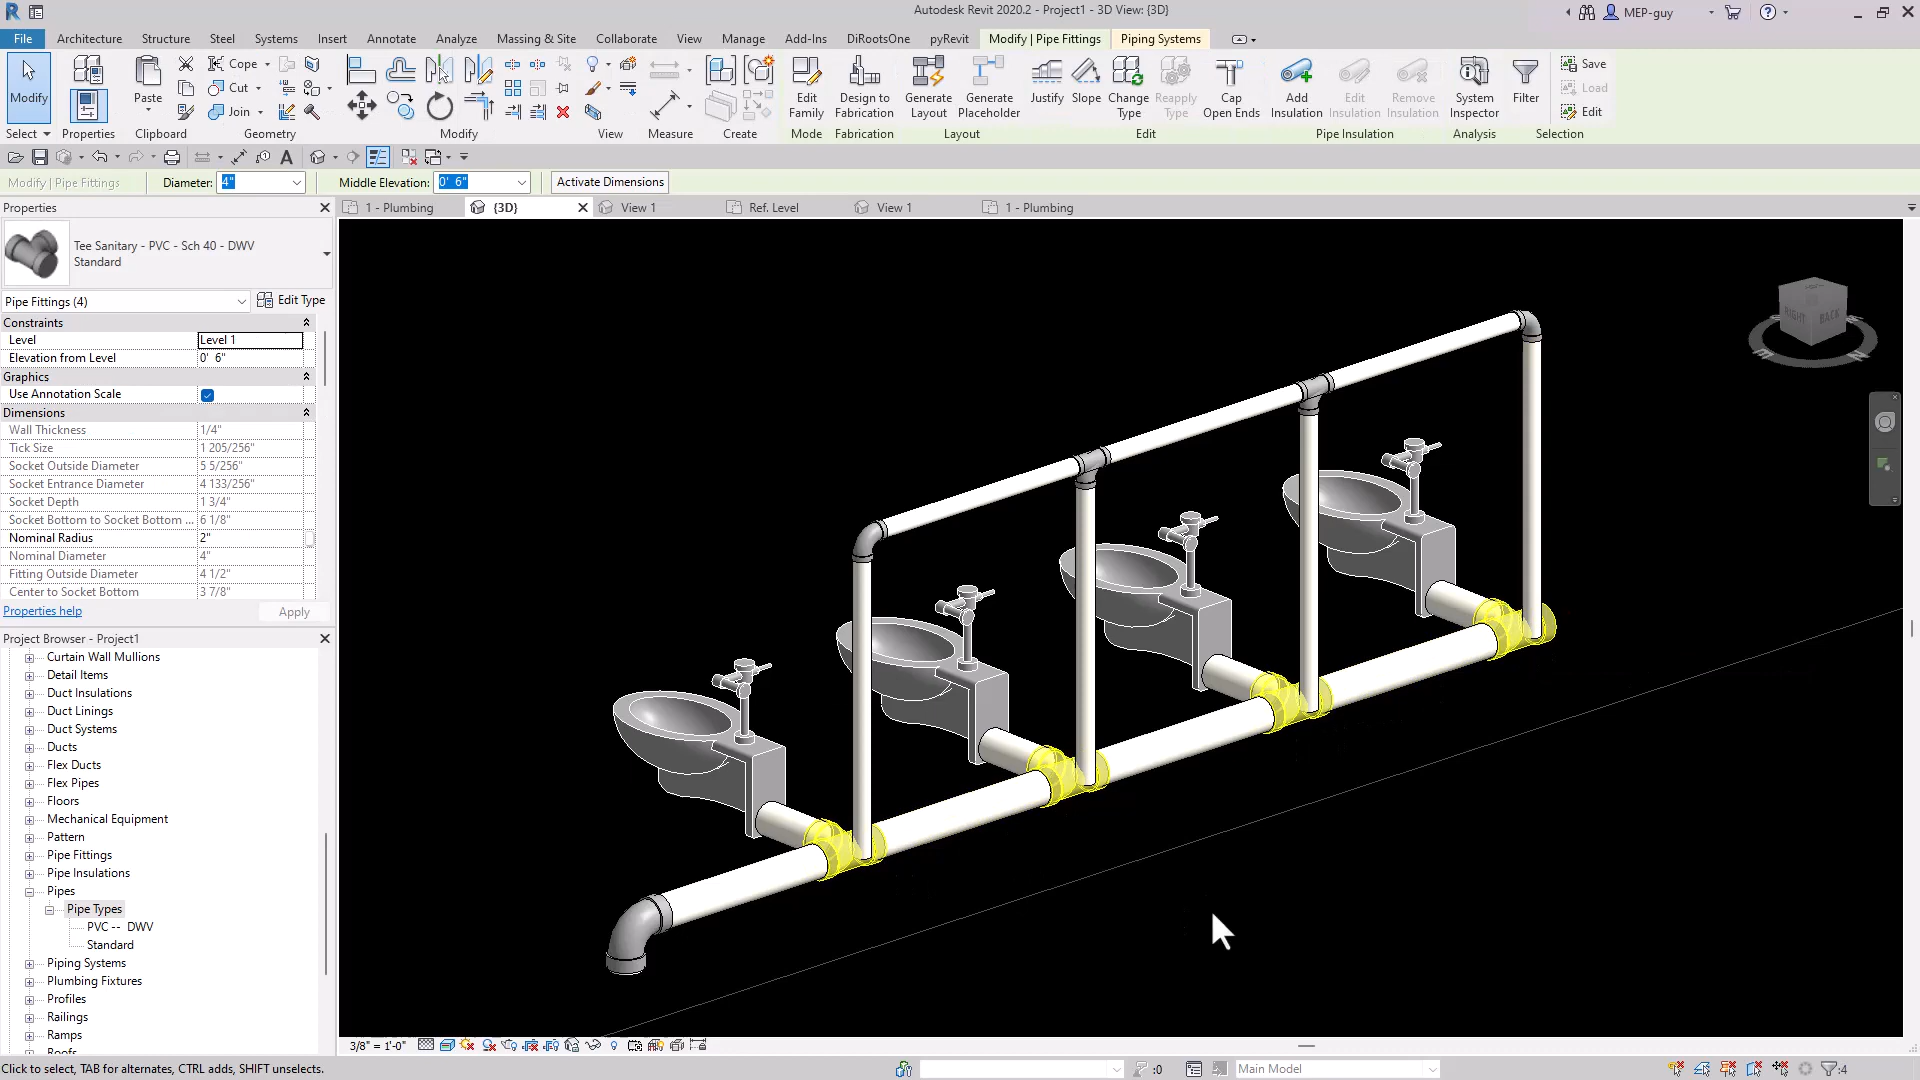 Autodesk Revit 2020.2 - Project1 - 3D View: {3D}
MEP-guy
File Architecture Structure Steel Systems Insert Annotate Analyze Massing & Site Collaborate View Manage Add-Ins DiRootsOne pyRevit Modify | Pipe Fittings Piping Systems
Modify
Paste
Cope
Cut
Join
Edit Family
Design to Fabrication
Generate Layout
Generate Placeholder
Justify
Slope
Change Type
Reapply Type
Cap Open Ends
Add Insulation
Edit Insulation
Remove Insulation
System Inspector
Filter
Save
Load
Edit
Select Properties Clipboard Geometry Modify View Measure Create Mode Fabrication Layout Edit Pipe Insulation Analysis Selection
Modify | Pipe Fittings Diameter: 4" Middle Elevation: 0' 6" Activate Dimensions
Properties
1 - Plumbing {3D} View 1 Ref. Level View 1 1 - Plumbing
Tee Sanitary - PVC - Sch 40 - DWV
Standard
Pipe Fittings (4) Edit Type
Constraints
Level Level 1
Elevation from Level 0' 6"
Graphics
Use Annotation Scale
Dimensions
Wall Thickness 1/4"
Tick Size 1 205/256"
Socket Outside Diameter 5 5/256"
Socket Entrance Diameter 4 133/256"
Socket Depth 1 3/4"
Socket Bottom to Socket Bottom ... 6 1/8"
Nominal Radius 2"
Nominal Diameter 4"
Fitting Outside Diameter 4 1/2"
Center to Socket Bottom 3 7/8"
Properties help Apply
Project Browser - Project1
Curtain Wall Mullions
Detail Items
Duct Insulations
Duct Linings
Duct Systems
Ducts
Flex Ducts
Flex Pipes
Floors
Mechanical Equipment
Pattern
Pipe Fittings
Pipe Insulations
Pipes
Pipe Types
PVC -- DWV
Standard
Piping Systems
Plumbing Fixtures
Profiles
Railings
Ramps
Roofs
RIGHT BACK
3/8" = 1'-0"
Click to select, TAB for alternates, CTRL adds, SHIFT unselects.
:0
Main Model
:4